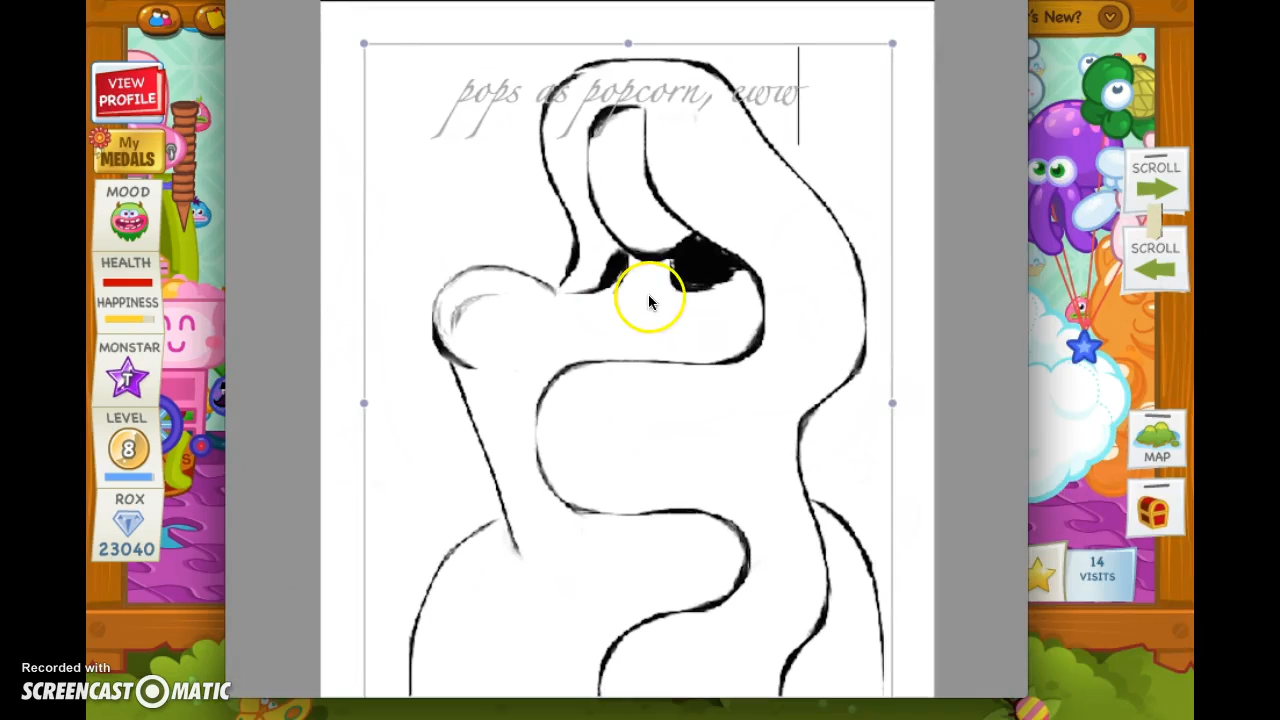 's New?
pops as popcorn, eww
VIEW
PROFILE
My
MEDALS
MOOD
HEALTH
HAPPINESS
MONSTAR
T
LEVEL
8
ROX
23040
SCROLL
SCROLL
MAP
14
VISITS
Recorded with
SCREENCAST MATIC